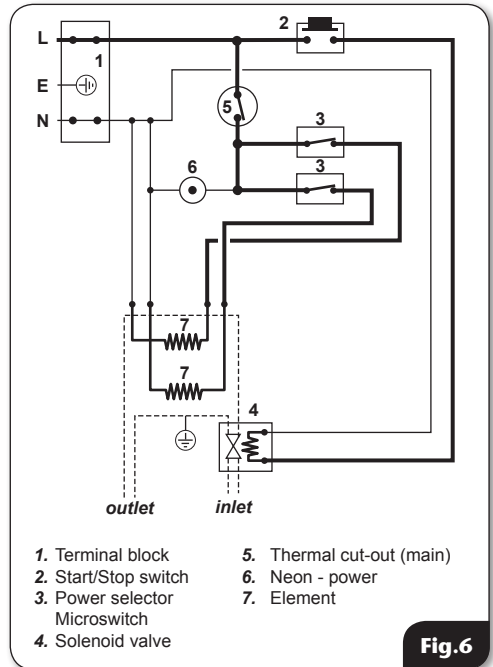 L
2
1
E
5
3
N
6
3
7
7
4
outlet
inlet
1. Terminal block
2. Start/Stop switch
3. Power selector
Microswitch
4. Solenoid valve
5. Thermal cut-out (main)
6. Neon - power
7. Element
Fig.6